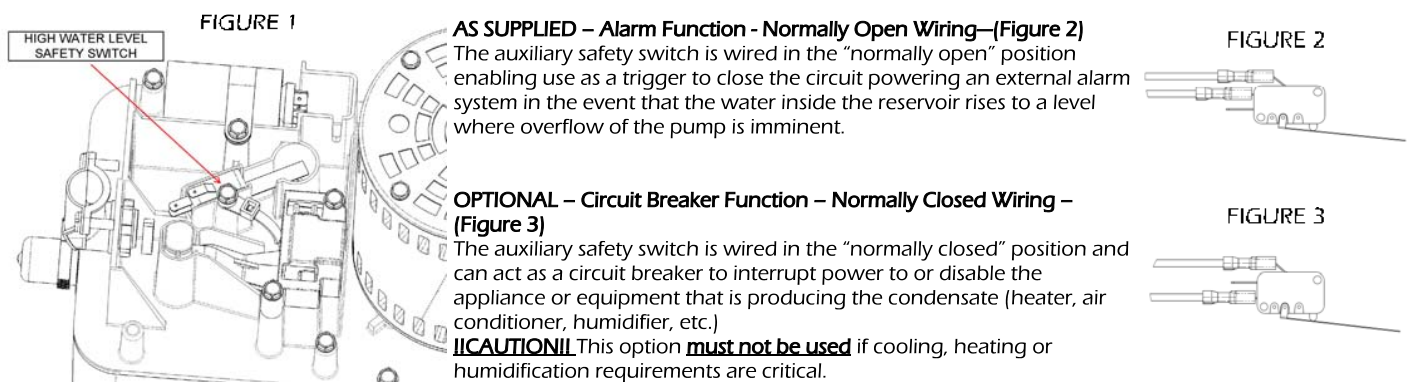 FIGURE 1
HIGH WATER LEVEL
SAFETY SWITCH
AS SUPPLIED – Alarm Function - Normally Open Wiring—(Figure 2)
The auxiliary safety switch is wired in the “normally open” position
enabling use as a trigger to close the circuit powering an external alarm
system in the event that the water inside the reservoir rises to a level
where overflow of the pump is imminent.
FIGURE 2
OPTIONAL – Circuit Breaker Function – Normally Closed Wiring –
(Figure 3)
The auxiliary safety switch is wired in the “normally closed” position and
can act as a circuit breaker to interrupt power to or disable the
appliance or equipment that is producing the condensate (heater, air
conditioner, humidifier, etc.)
!!CAUTION!! This option must not be used if cooling, heating or
humidification requirements are critical.
FIGURE 3